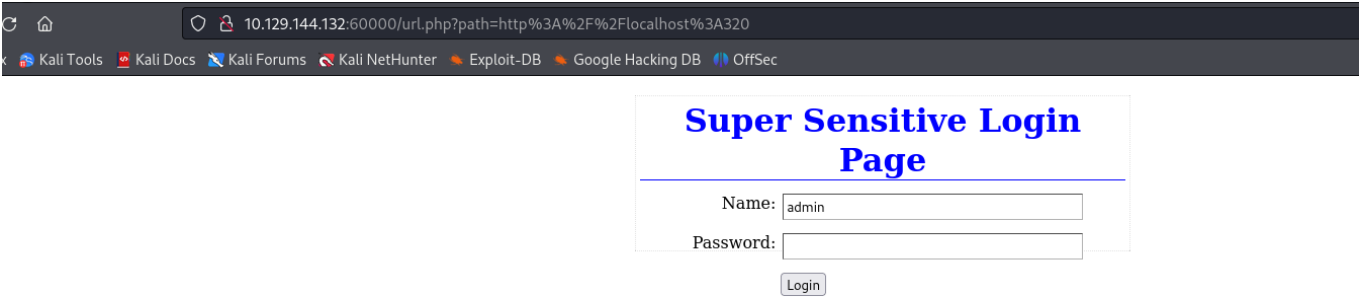 10.129.144.132:60000/url.php?path=http%3A%2F%2Flocalhost%3A320
Kali Tools Kali Docs Kali Forums Kali NetHunter Exploit-DB Google Hacking DB OffSec
Super Sensitive Login
Page
Name: admin
Password:
Login